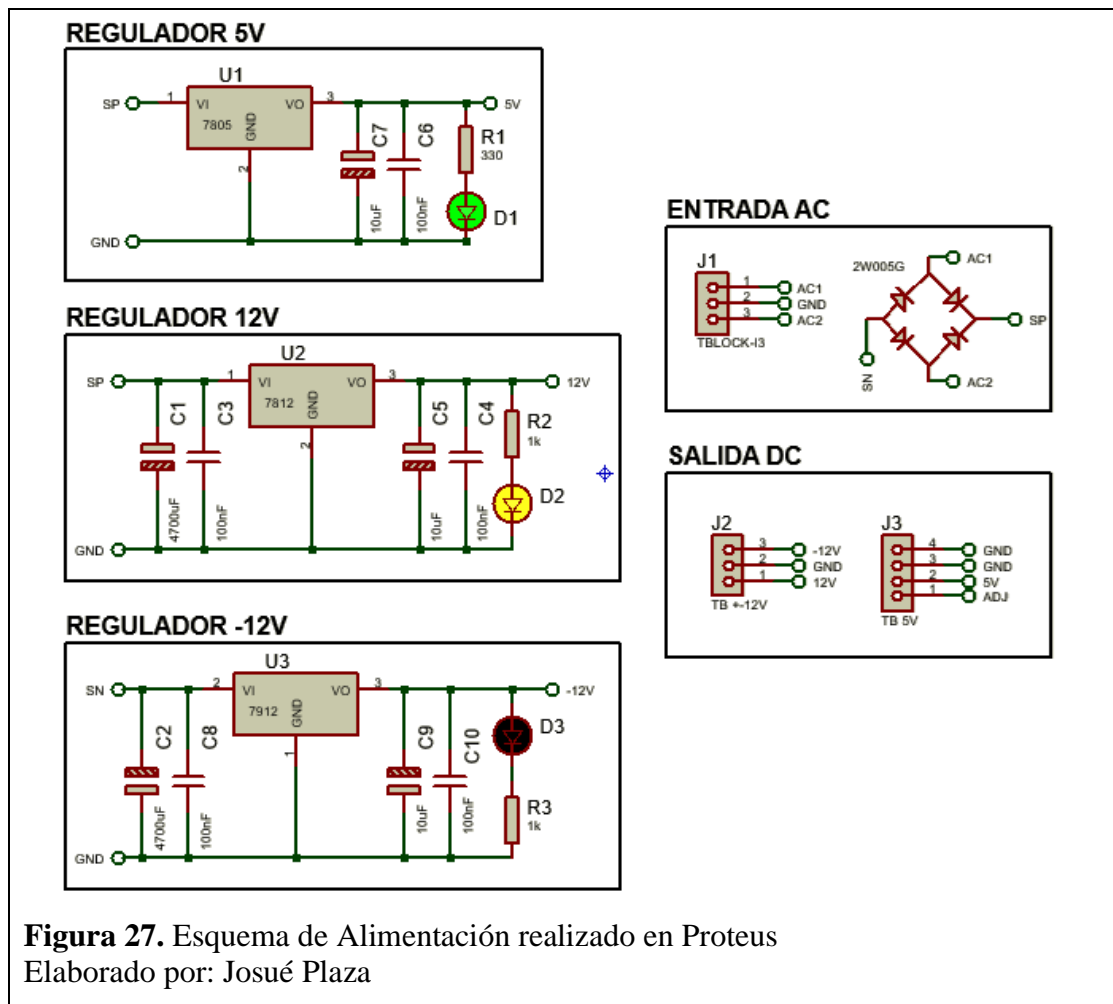 REGULADOR 5V
U1
SP
1
VI
VO
3
5V
7805
GND
2
C7
10uF
C6
100nF
R1
330
D1
GND
REGULADOR 12V
U2
SP
1
VI
VO
3
12V
7812
GND
2
C1
4700uF
C3
100nF
C5
10uF
C4
100nF
R2
1k
D2
GND
REGULADOR -12V
U3
SN
2
VI
VO
3
-12V
7912
GND
1
C2
4700uF
C8
100nF
C9
10uF
C10
100nF
D3
R3
1k
GND
ENTRADA AC
J1
1 AC1
2 GND
3 AC2
TBLOCK-I3
2W005G
AC1
SP
SN
AC2
SALIDA DC
J2
3 -12V
2 GND
1 12V
TB +-12V
J3
4 GND
3 GND
2 5V
1 ADJ
TB 5V
Figura 27. Esquema de Alimentación realizado en Proteus
Elaborado por: Josué Plaza